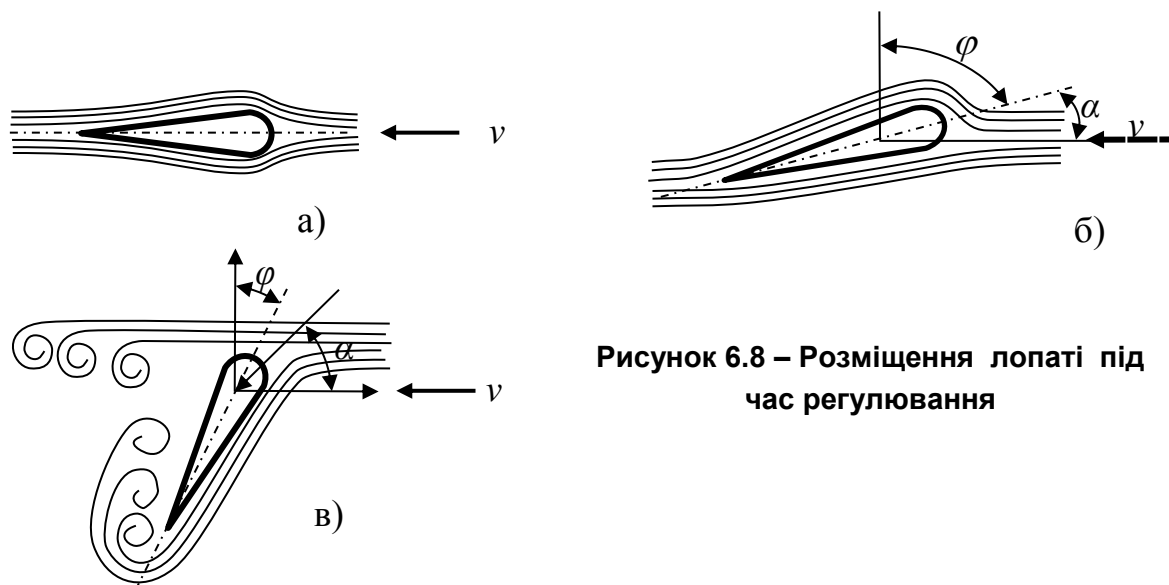 v
а)
φ
α
v
б)
φ
α
v
в)
Рисунок 6.8 – Розміщення лопаті під
час регулювання